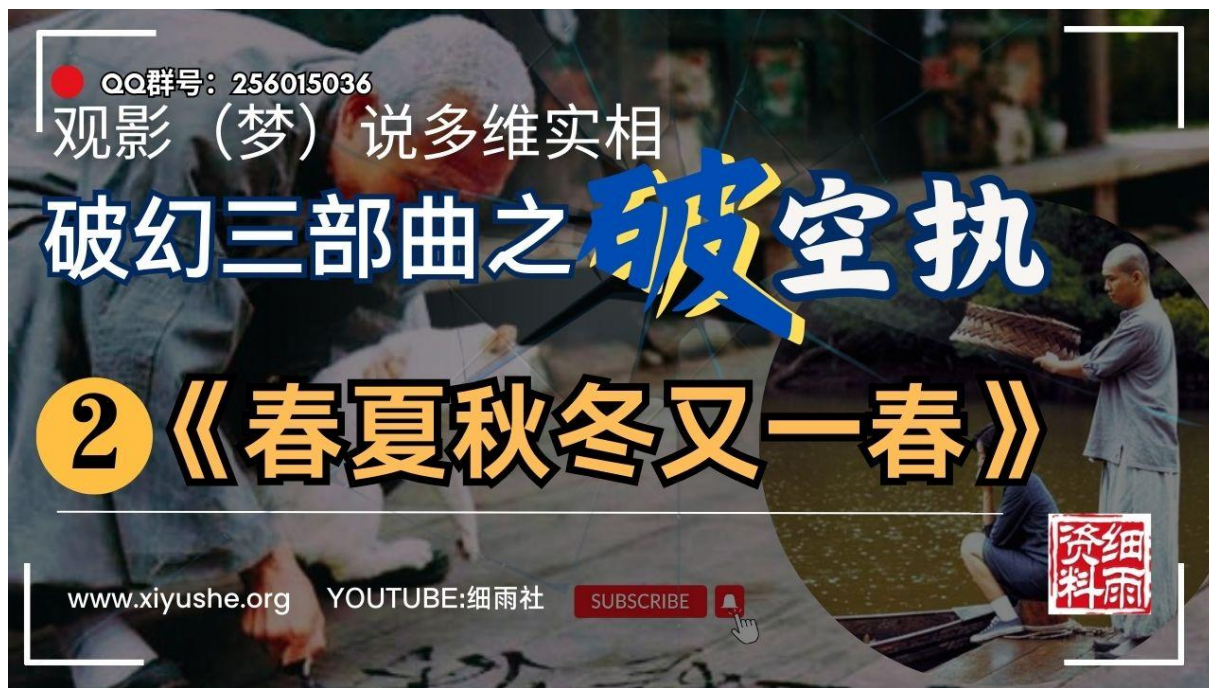 QQ群号：256015036
观影（梦）说多维实相
破幻三部曲之破空执
2《春夏秋冬又一春》
www.xiyushe.org YOUTUBE:细雨社 SUBSCRIBE
细雨资料